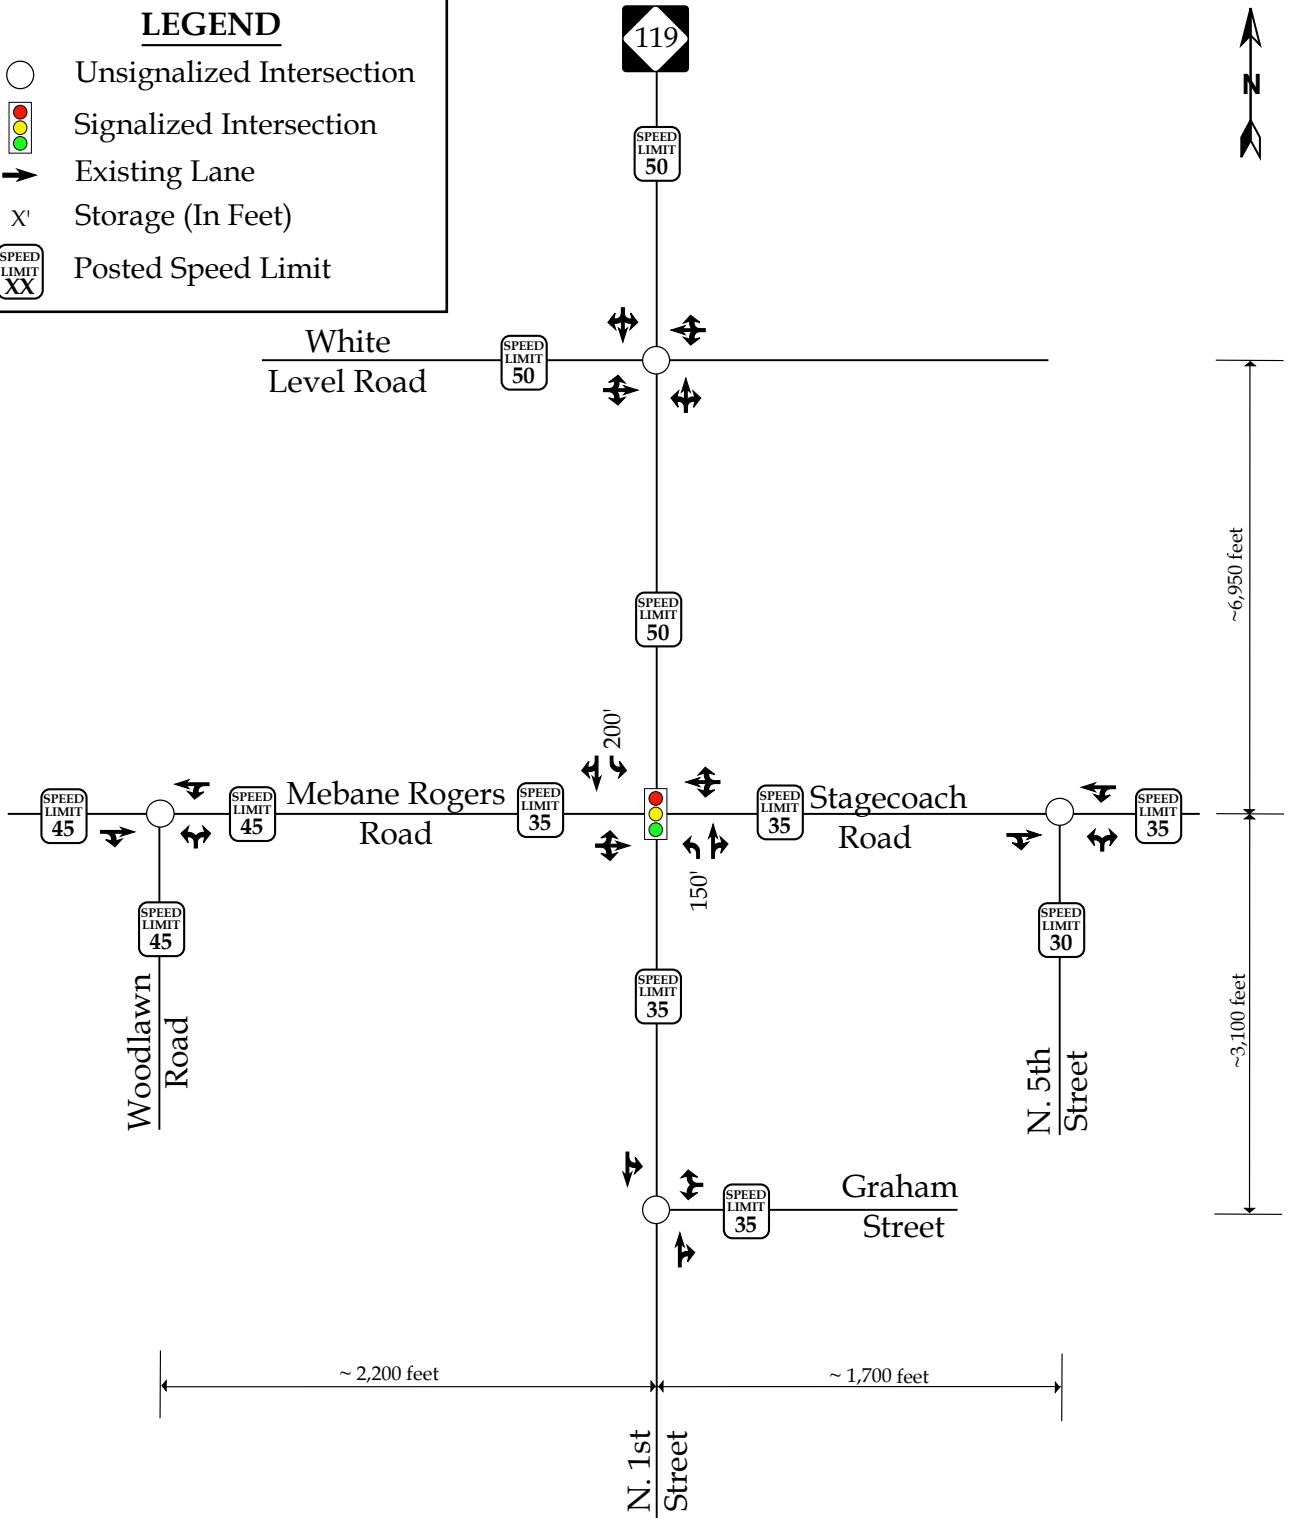 LEGEND
Unsignalized Intersection
Signalized Intersection
Existing Lane
X' Storage (In Feet)
SPEED
LIMIT
XX
Posted Speed Limit
119
N
SPEED
LIMIT
50
White
Level Road
SPEED
LIMIT
50
~6,950 feet
SPEED
LIMIT
50
200'
SPEED
LIMIT
45
SPEED
LIMIT
45
Mebane Rogers
Road
SPEED
LIMIT
35
SPEED
LIMIT
35
Stagecoach
Road
SPEED
LIMIT
35
150'
SPEED
LIMIT
45
SPEED
LIMIT
30
SPEED
LIMIT
35
Woodlawn
Road
N. 5th
Street
~3,100 feet
SPEED
LIMIT
35
Graham
Street
~ 2,200 feet
~ 1,700 feet
N. 1st
Street